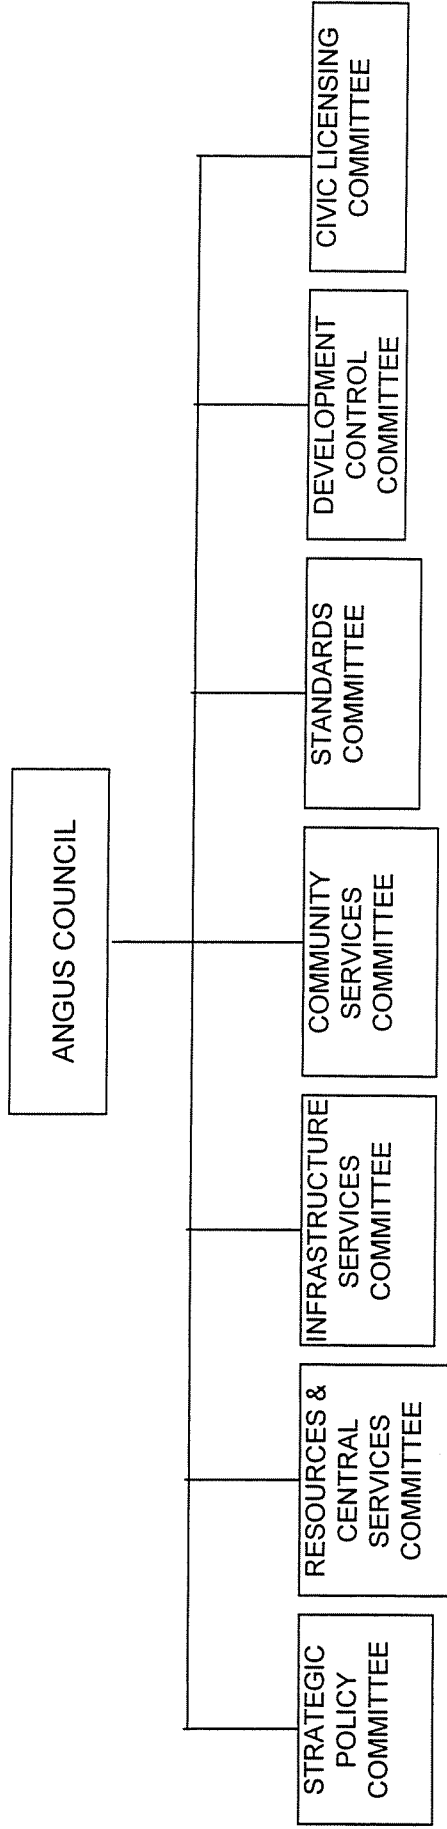 ANGUS COUNCIL
STRATEGIC
POLICY
COMMITTEE
RESOURCES &
CENTRAL
SERVICES
COMMITTEE
INFRASTRUCTURE
SERVICES
COMMITTEE
COMMUNITY
SERVICES
COMMITTEE
STANDARDS
COMMITTEE
DEVELOPMENT
CONTROL
COMMITTEE
CIVIC LICENSING
COMMITTEE